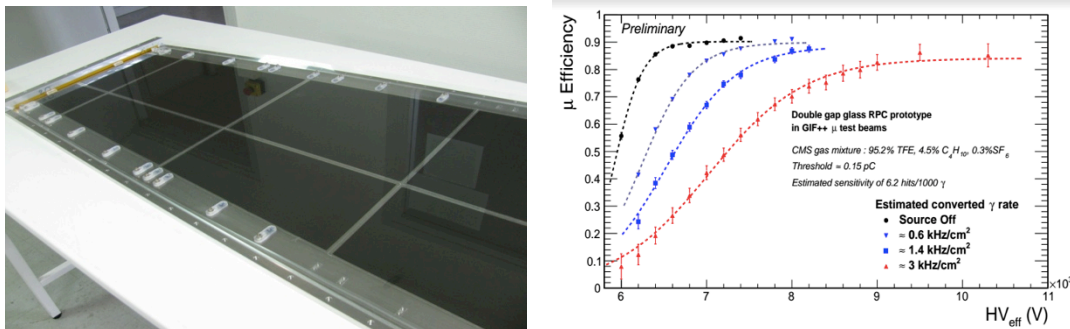 Preliminary
μ Efficiency
1
0.9
0.8
0.7
0.6
0.5
0.4
0.3
0.2
0.1
0
Double gap glass RPC prototype
in GIF++ μ test beams
CMS gas mixture : 95.2% TFE, 4.5% C₄H₁₀, 0.3%SF₆
Threshold ≈ 0.15 pC
Estimated sensitivity of 6.2 hits/1000 γ
Estimated converted γ rate
Source Off
≈ 0.6 kHz/cm²
≈ 1.4 kHz/cm²
≈ 3 kHz/cm²
6 7 8 9 10 11
HV_eff (V)